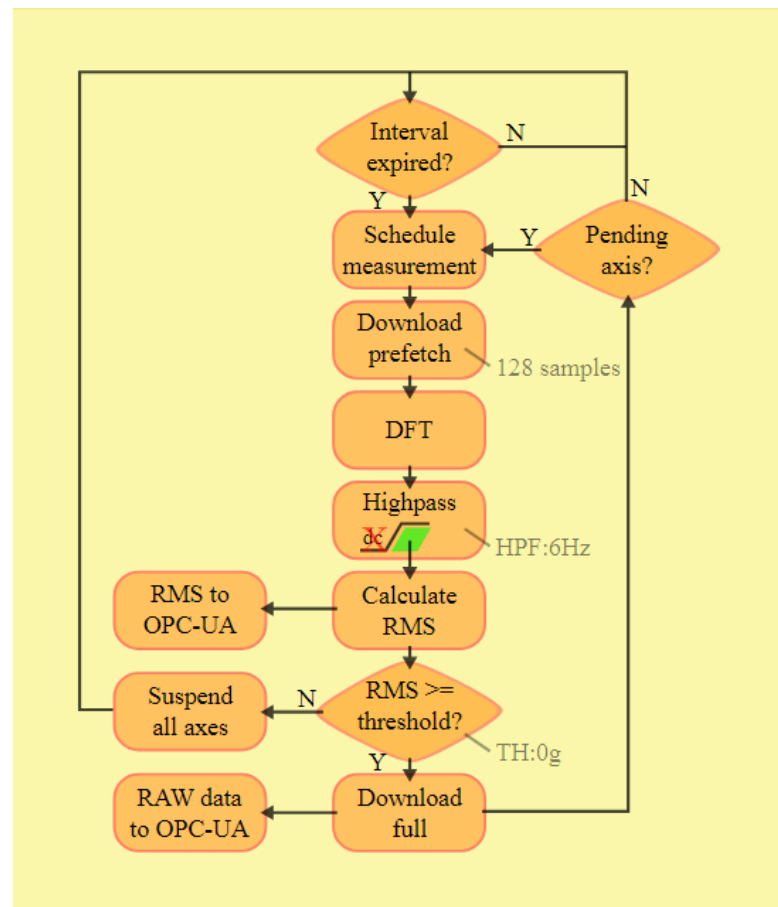 Interval
expired?
N
N
Y
Schedule
measurement
Y
Pending
axis?
Download
prefetch
128 samples
DFT
Highpass
dc
X
HPF:6Hz
RMS to
OPC-UA
Calculate
RMS
Suspend
all axes
N
RMS >=
threshold?
TH:0g
Y
RAW data
to OPC-UA
Download
full